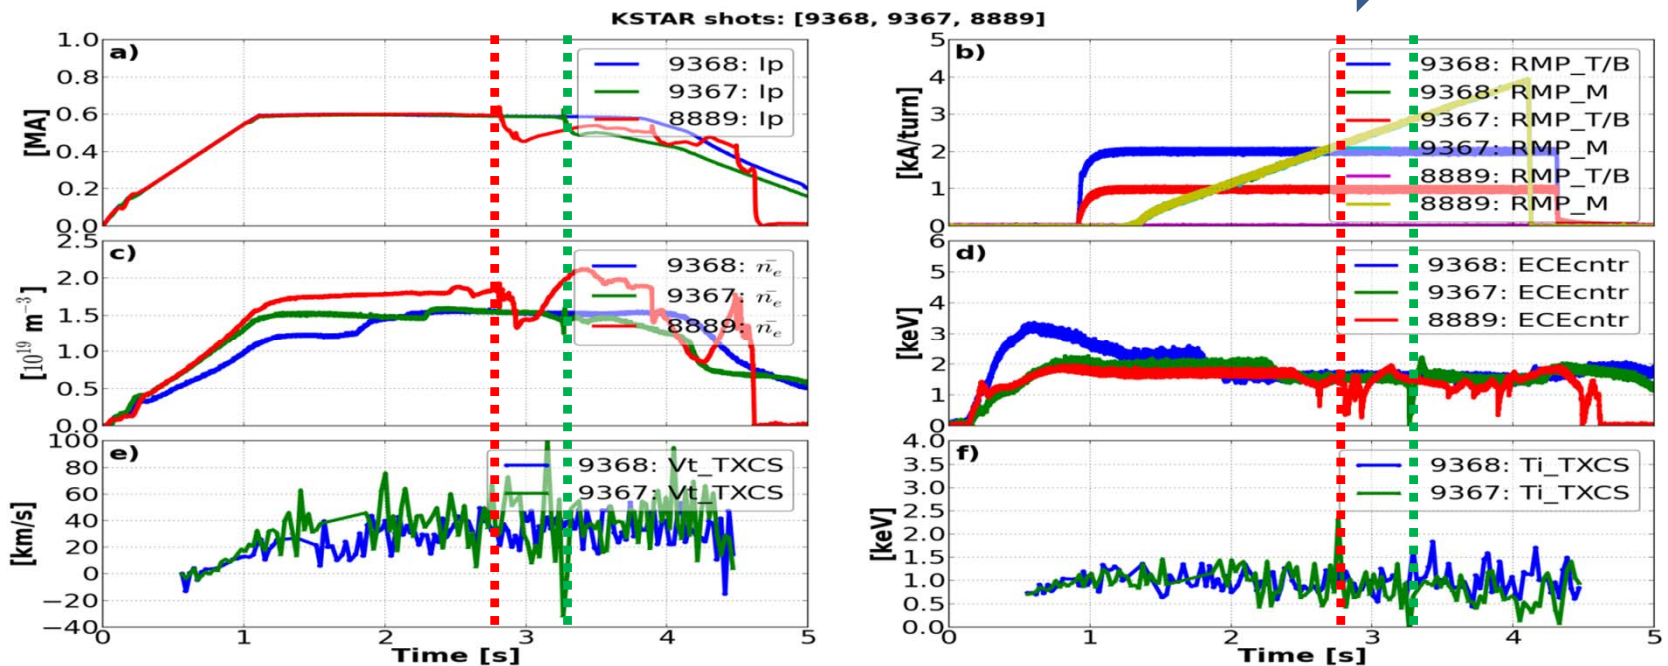 KSTAR shots: [9368, 9367, 8889]
a)
[MA]
1.0
0.8
0.6
0.4
0.2
0.0
9368: Ip
9367: Ip
8889: Ip
b)
[kA/turn]
5
4
3
2
1
0
9368: RMP_T/B
9368: RMP_M
9367: RMP_T/B
9367: RMP_M
8889: RMP_T/B
8889: RMP_M
c)
[10¹⁹ m⁻³]
2.5
2.0
1.5
1.0
0.5
0.0
9368: n̄ₑ
9367: n̄ₑ
8889: n̄ₑ
d)
[keV]
6
5
4
3
2
1
0
9368: ECEcntr
9367: ECEcntr
8889: ECEcntr
e)
[km/s]
100
80
60
40
20
0
−20
−40
9368: Vt_TXCS
9367: Vt_TXCS
0 1 2 3 4 5
Time [s]
f)
[keV]
4.0
3.5
3.0
2.5
2.0
1.5
1.0
0.5
0.0
9368: Ti_TXCS
9367: Ti_TXCS
0 1 2 3 4 5
Time [s]